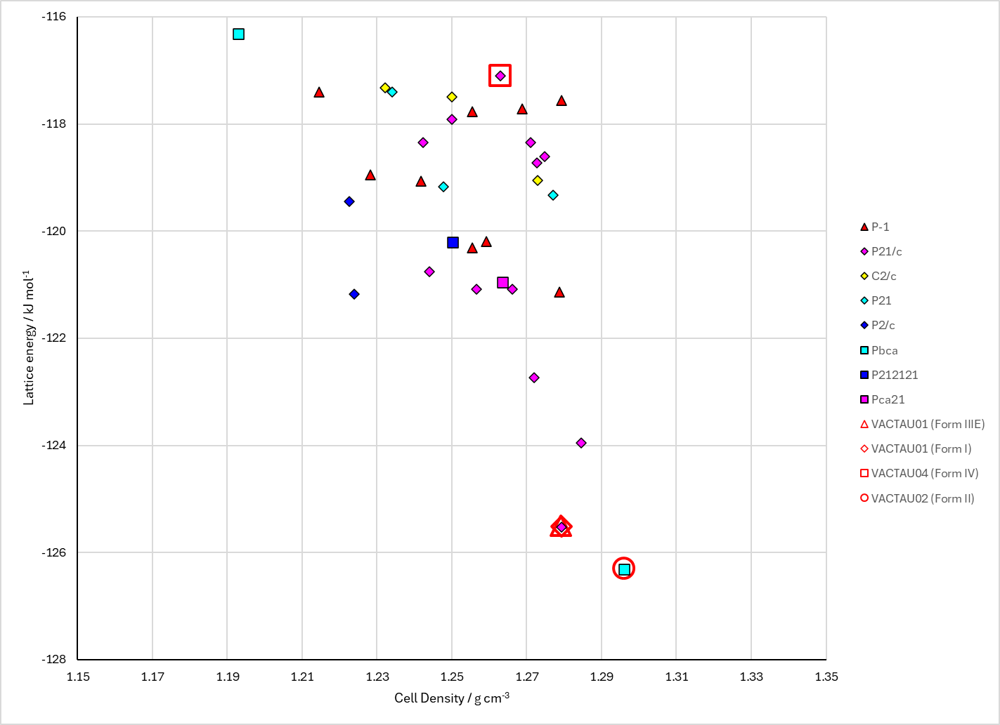 -116
-118
-120
-122
-124
-126
-128
Lattice energy / kJ mol-1
1.15 1.17 1.19 1.21 1.23 1.25 1.27 1.29 1.31 1.33 1.35
Cell Density / g cm-3
P-1
P21/c
C2/c
P21
P2/c
Pbca
P212121
Pca21
VACTAU01 (Form IIIE)
VACTAU01 (Form I)
VACTAU04 (Form IV)
VACTAU02 (Form II)